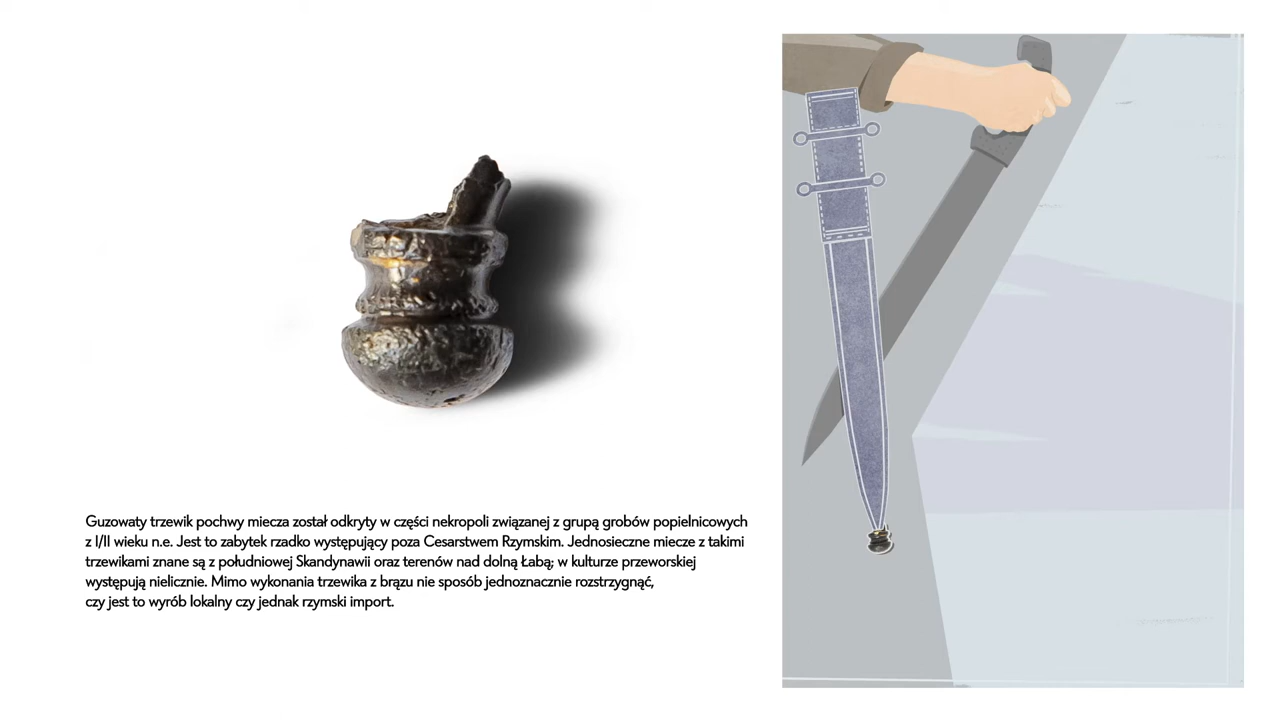 Guzowaty trzewik pochwy miecza został odkryty w części nekropoli związanej z grupą grobów popielnicowych
z I/II wieku n.e. Jest to zabytek rzadko występujący poza Cesarstwem Rzymskim. Jednosieczne miecze z takimi
trzewikami znane są z południowej Skandynawii oraz terenów nad dolną Łabą; w kulturze przeworskiej
występują nielicznie. Mimo wykonania trzewika z brązu nie sposób jednoznacznie rozstrzygnąć,
czy jest to wyrób lokalny czy jednak rzymski import.